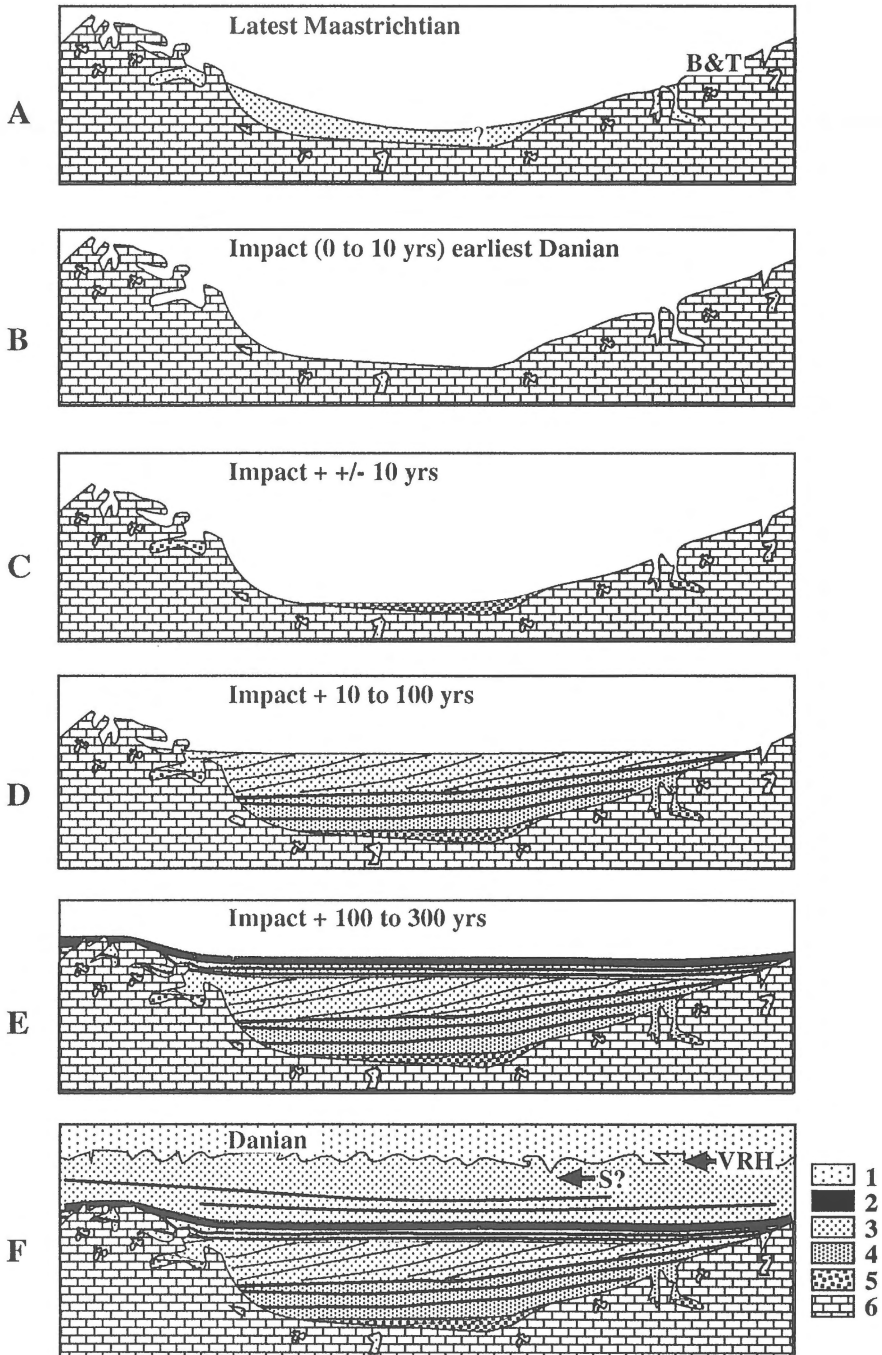 A
Latest Maastrichtian
B&T
?
B
Impact (0 to 10 yrs) earliest Danian
C
Impact + +/- 10 yrs
D
Impact + 10 to 100 yrs
E
Impact + 100 to 300 yrs
F
Danian
VRH
S?
1
2
3
4
5
6